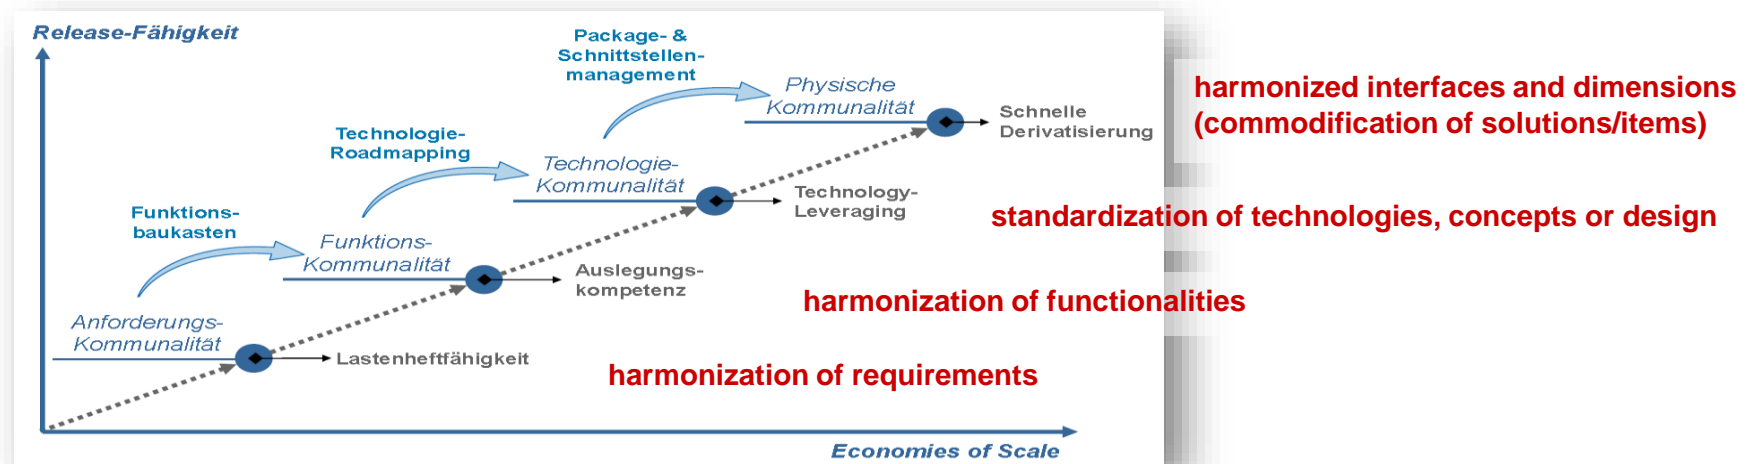 Release-Fähigkeit
Package- &
Schnittstellen-
management
Physische
Kommunalität
Schnelle
Derivatisierung
harmonized interfaces and dimensions
(commodification of solutions/items)
Technologie-
Roadmapping
Technologie-
Kommunalität
Technology-
Leveraging
standardization of technologies, concepts or design
Funktions-
baukasten
Funktions-
Kommunalität
Auslegungs-
kompetenz
harmonization of functionalities
Anforderungs-
Kommunalität
Lastenheftfähigkeit
harmonization of requirements
Economies of Scale